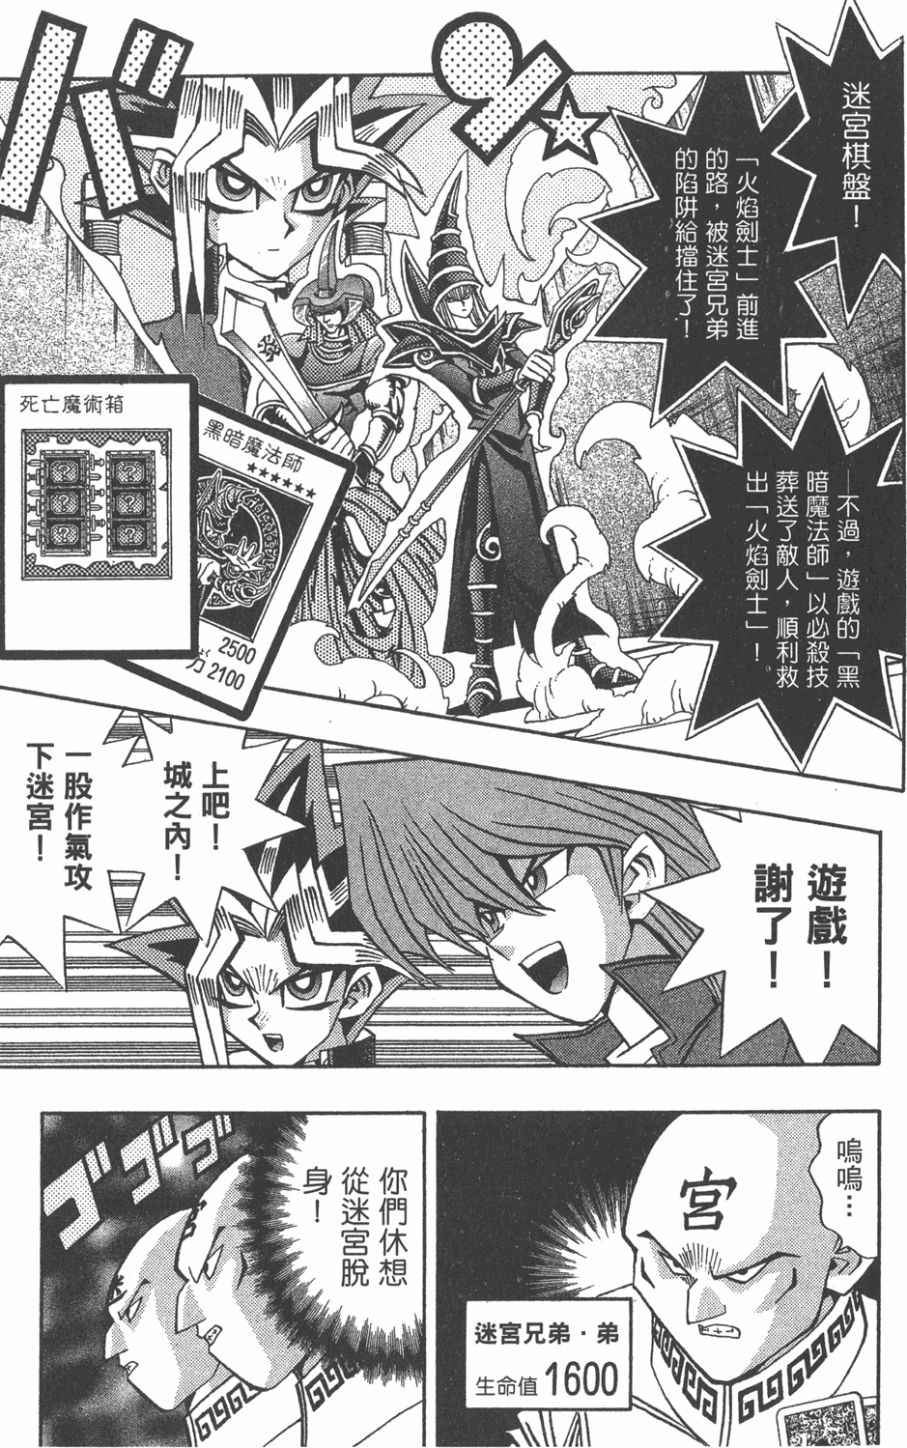 迷宮棋盤！
「火焰劍士」前進
的路，被迷宮兄弟
的陷阱給擋住了！
——不過，遊戲的「黑
暗魔法師」以必殺技
葬送了敵人，順利救
出「火焰劍士」！
バーン
☆
死亡魔術箱
黑暗魔法師
★★★★★★★
2500
2100
遊戲！
謝了！
上吧！
城之內！
一股作氣攻
下迷宮！
嗚嗚…
宮
迷宮兄弟・弟
生命值 1600
你們休想
從迷宮脫
身！
ゴゴゴ
迷